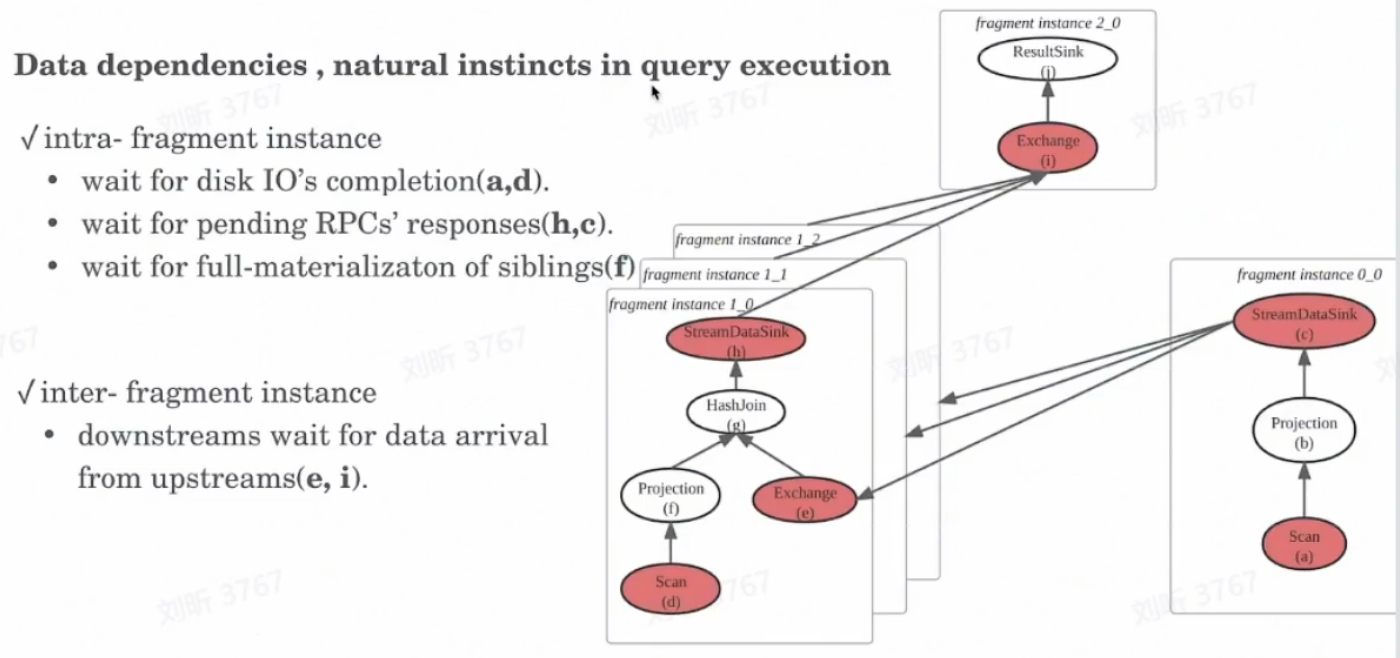 Data dependencies , natural instincts in query execution
√ intra- fragment instance
• wait for disk IO’s completion(a,d).
• wait for pending RPCs’ responses(h,c).
• wait for full-materializaton of siblings(f)
√ inter- fragment instance
• downstreams wait for data arrival
from upstreams(e, i).
fragment instance 2_0
ResultSink
(j)
Exchange
(i)
fragment instance 1_2
fragment instance 1_1
fragment instance 1_0
StreamDataSink
(h)
HashJoin
(g)
Projection
(f)
Exchange
(e)
Scan
(d)
fragment instance 0_0
StreamDataSink
(c)
Projection
(b)
Scan
(a)
刘昕 3767
刘昕 3767
刘昕 3767
3767
刘昕 3767
刘昕 3767
刘昕 3767
3767
刘昕 3767